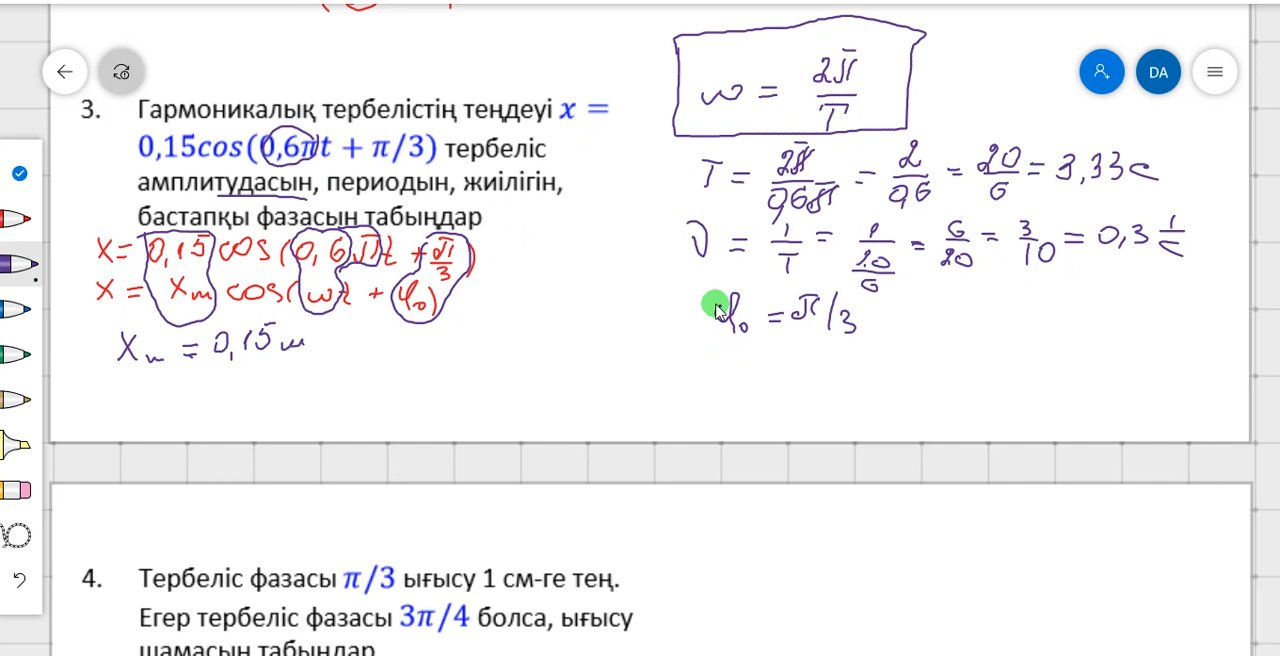 3. Гармоникалық тербелістің теңдеуі x =
0,15cos(0,6πt + π/3) тербеліс
амплитудасын, периодын, жиілігін,
бастапқы фазасын табыңдар
x = 0,15 cos(0,6πt + π/3)
x = xm cos(ωt + φ0)
xm = 0,15 м
ω = 2π/T
T = 2π/0,6π = 2/0,6 = 20/6 = 3,33 с
ν = 1/T = 1/(20/6) = 6/20 = 3/10 = 0,3 1/с
φ0 = π/3
DA
4. Тербеліс фазасы π/3 ығысу 1 см-ге тең.
Егер тербеліс фазасы 3π/4 болса, ығысу
шамасын табыңдар